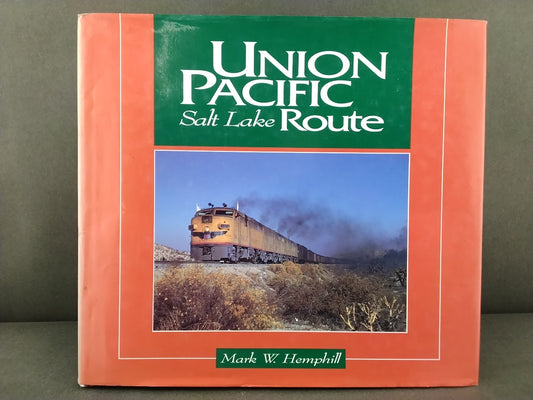 UNION
PACIFIC
Salt Lake Route
Mark W. Hemphill